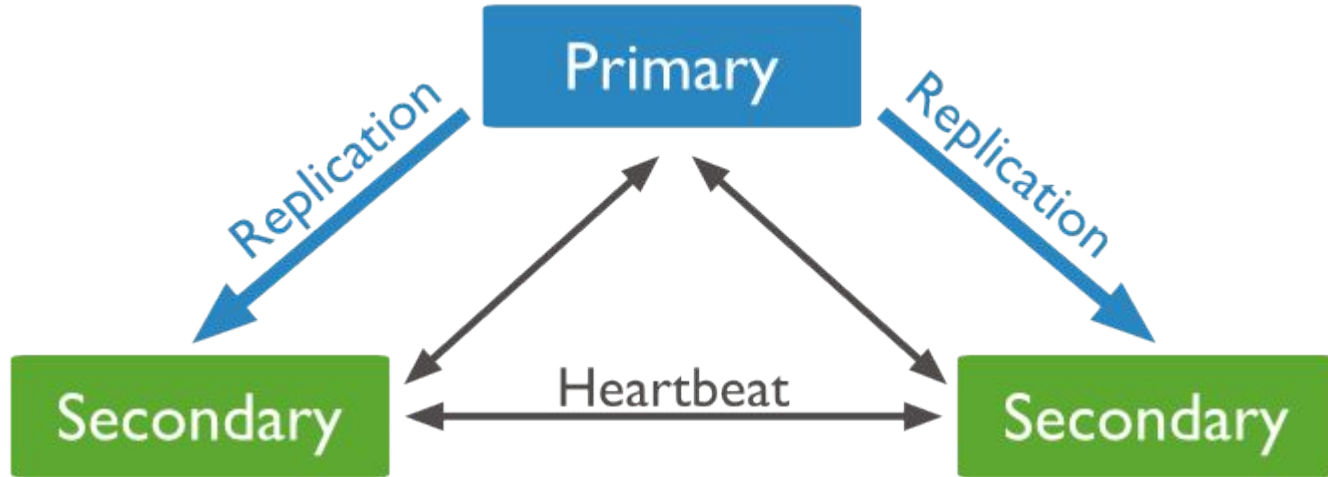 Primary
Replication
Replication
Heartbeat
Secondary
Secondary